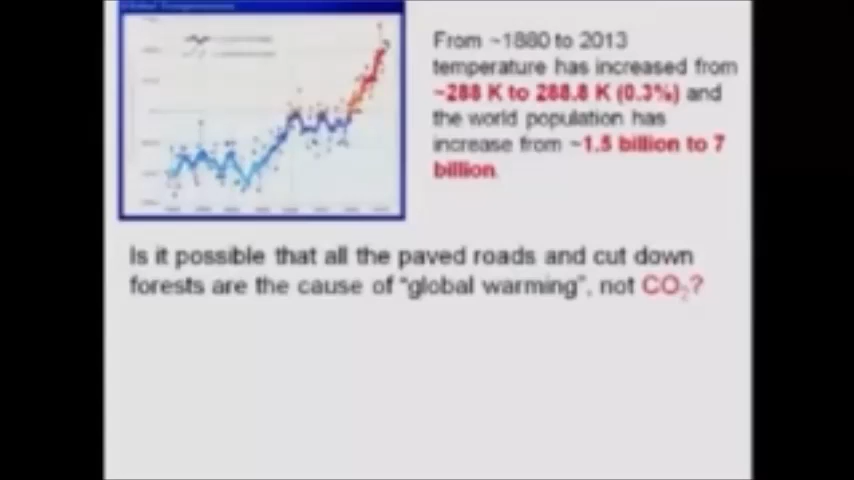 Global Temperatures
From ~1880 to 2013
temperature has increased from
~288 K to 288.8 K (0.3%) and
the world population has
increase from ~1.5 billion to 7
billion.
Is it possible that all the paved roads and cut down
forests are the cause of "global warming", not CO₂?